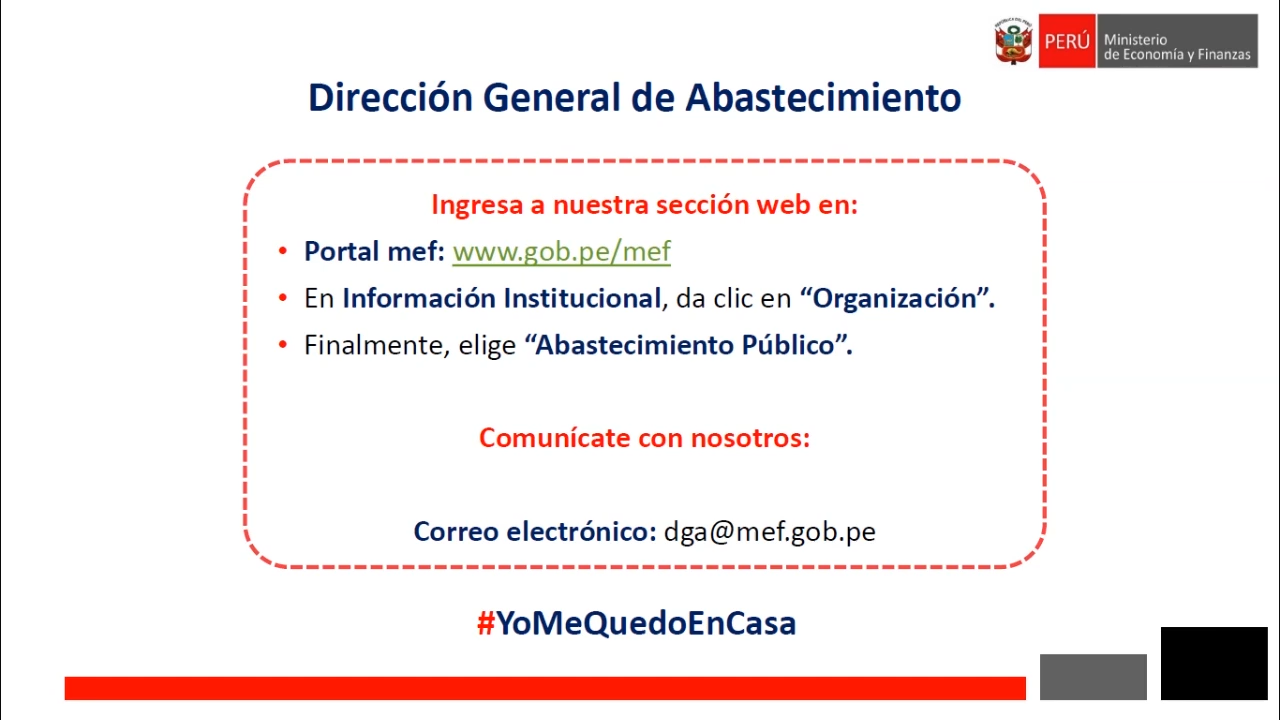 PERÚ
Ministerio
de Economía y Finanzas
Dirección General de Abastecimiento
Ingresa a nuestra sección web en:
• Portal mef: www.gob.pe/mef
• En Información Institucional, da clic en “Organización”.
• Finalmente, elige “Abastecimiento Público”.
Comunícate con nosotros:
Correo electrónico: dga@mef.gob.pe
#YoMeQuedoEnCasa